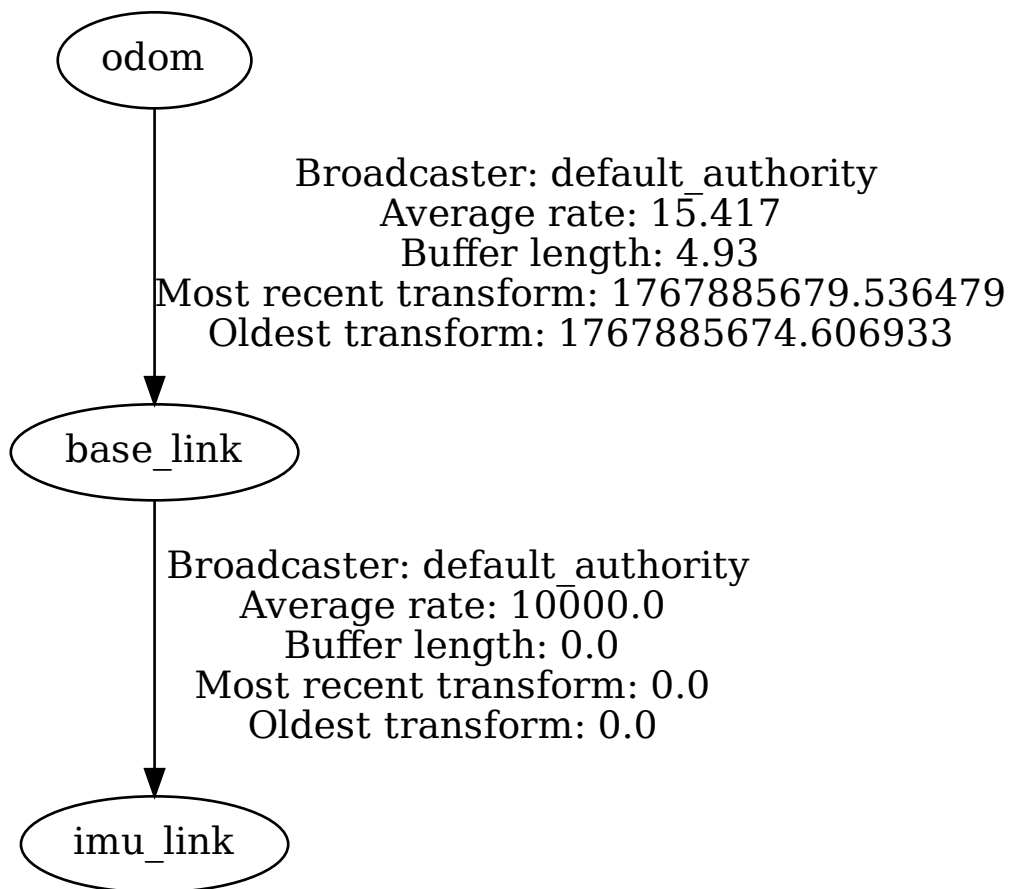 odom
Broadcaster: default_authority
Average rate: 15.417
Buffer length: 4.93
Most recent transform: 1767885679.536479
Oldest transform: 1767885674.606933
base_link
Broadcaster: default_authority
Average rate: 10000.0
Buffer length: 0.0
Most recent transform: 0.0
Oldest transform: 0.0
imu_link